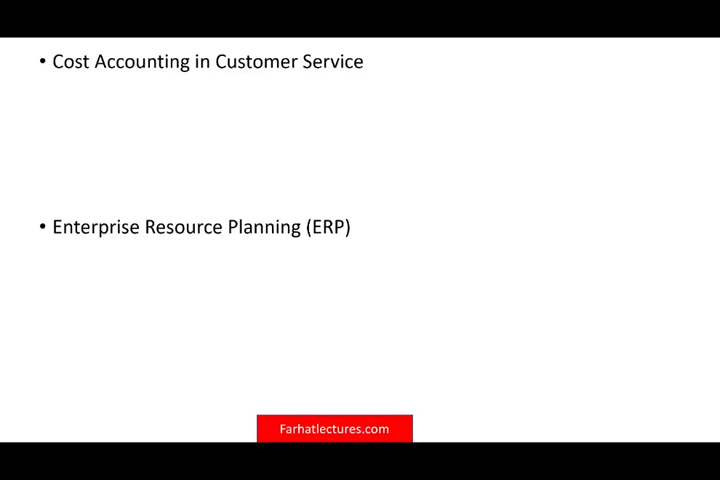 • Cost Accounting in Customer Service
• Enterprise Resource Planning (ERP)
Farhatlectures.com